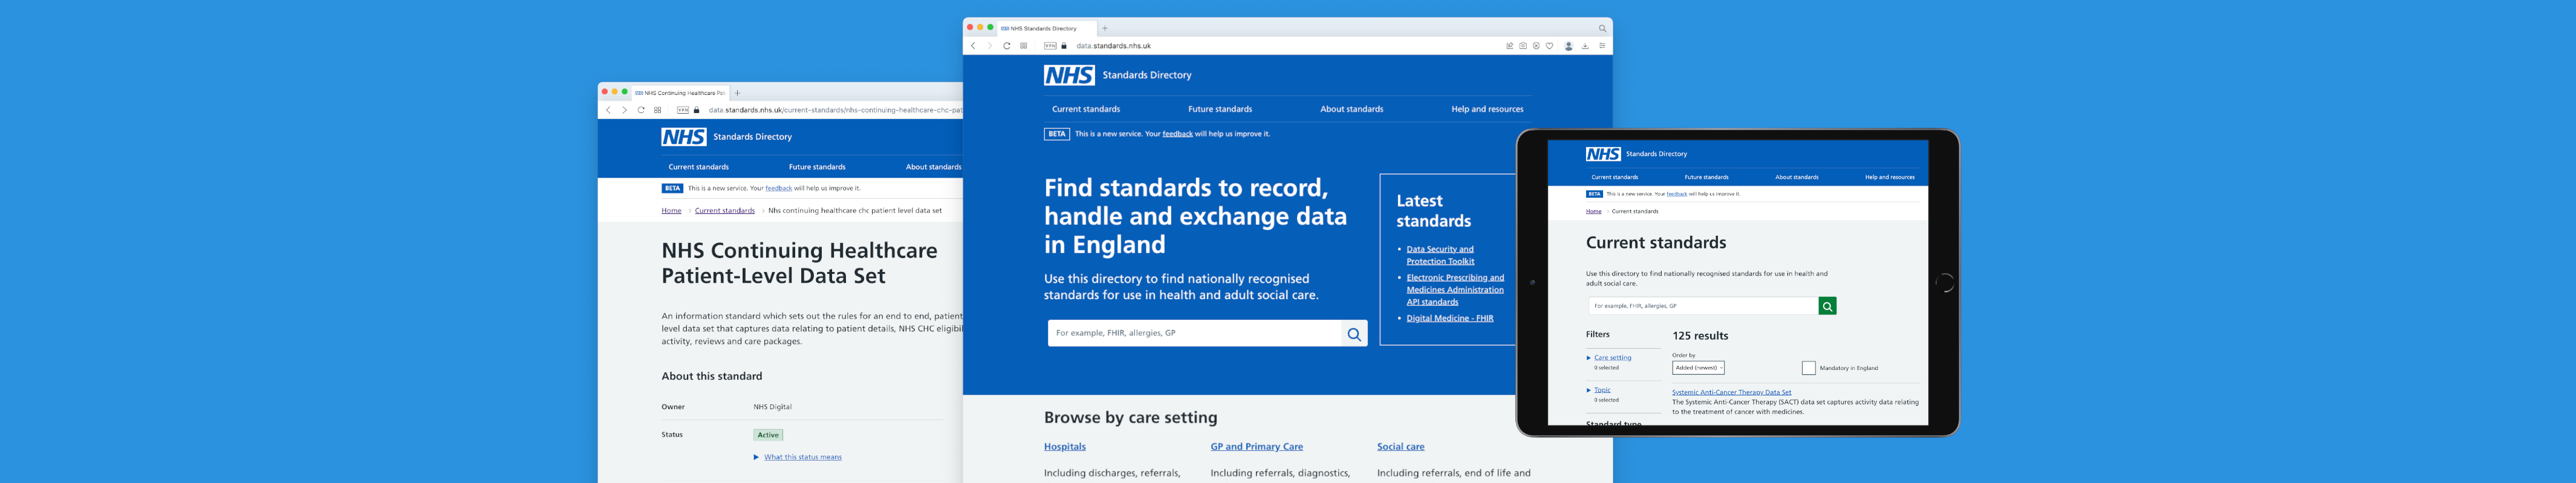 NHS Continuing Healthcare Pat
data.standards.nhs.uk/current-standards/nhs-continuing-healthcare-chc-pat
NHS Standards Directory
Current standards Future standards About standards
BETA This is a new service. Your feedback will help us improve it.
Home > Current standards > Nhs continuing healthcare chc patient level data set
NHS Continuing Healthcare
Patient-Level Data Set
An information standard which sets out the rules for an end to end, patient
level data set that captures data relating to patient details, NHS CHC eligibil
activity, reviews and care packages.
About this standard
Owner NHS Digital
Status Active
What this status means
NHS Standards Directory
VPN data.standards.nhs.uk
NHS Standards Directory
Current standards Future standards About standards Help and resources
BETA This is a new service. Your feedback will help us improve it.
Find standards to record,
handle and exchange data
in England
Use this directory to find nationally recognised
standards for use in health and adult social care.
For example, FHIR, allergies, GP
Latest
standards
• Data Security and
Protection Toolkit
• Electronic Prescribing and
Medicines Administration
API standards
• Digital Medicine - FHIR
Browse by care setting
Hospitals GP and Primary Care Social care
Including discharges, referrals, Including referrals, diagnostics, Including referrals, end of life and
NHS Standards Directory
Current standards Future standards About standards Help and resources
BETA This is a new service. Your feedback will help us improve it.
Home > Current standards
Current standards
Use this directory to find nationally recognised standards for use in health and
adult social care.
For example, FHIR, allergies, GP
Filters
Care setting
0 selected
Topic
0 selected
Standard type
125 results
Order by
Added (newest)
Mandatory in England
Systemic Anti-Cancer Therapy Data Set
The Systemic Anti-Cancer Therapy (SACT) data set captures activity data relating
to the treatment of cancer with medicines.